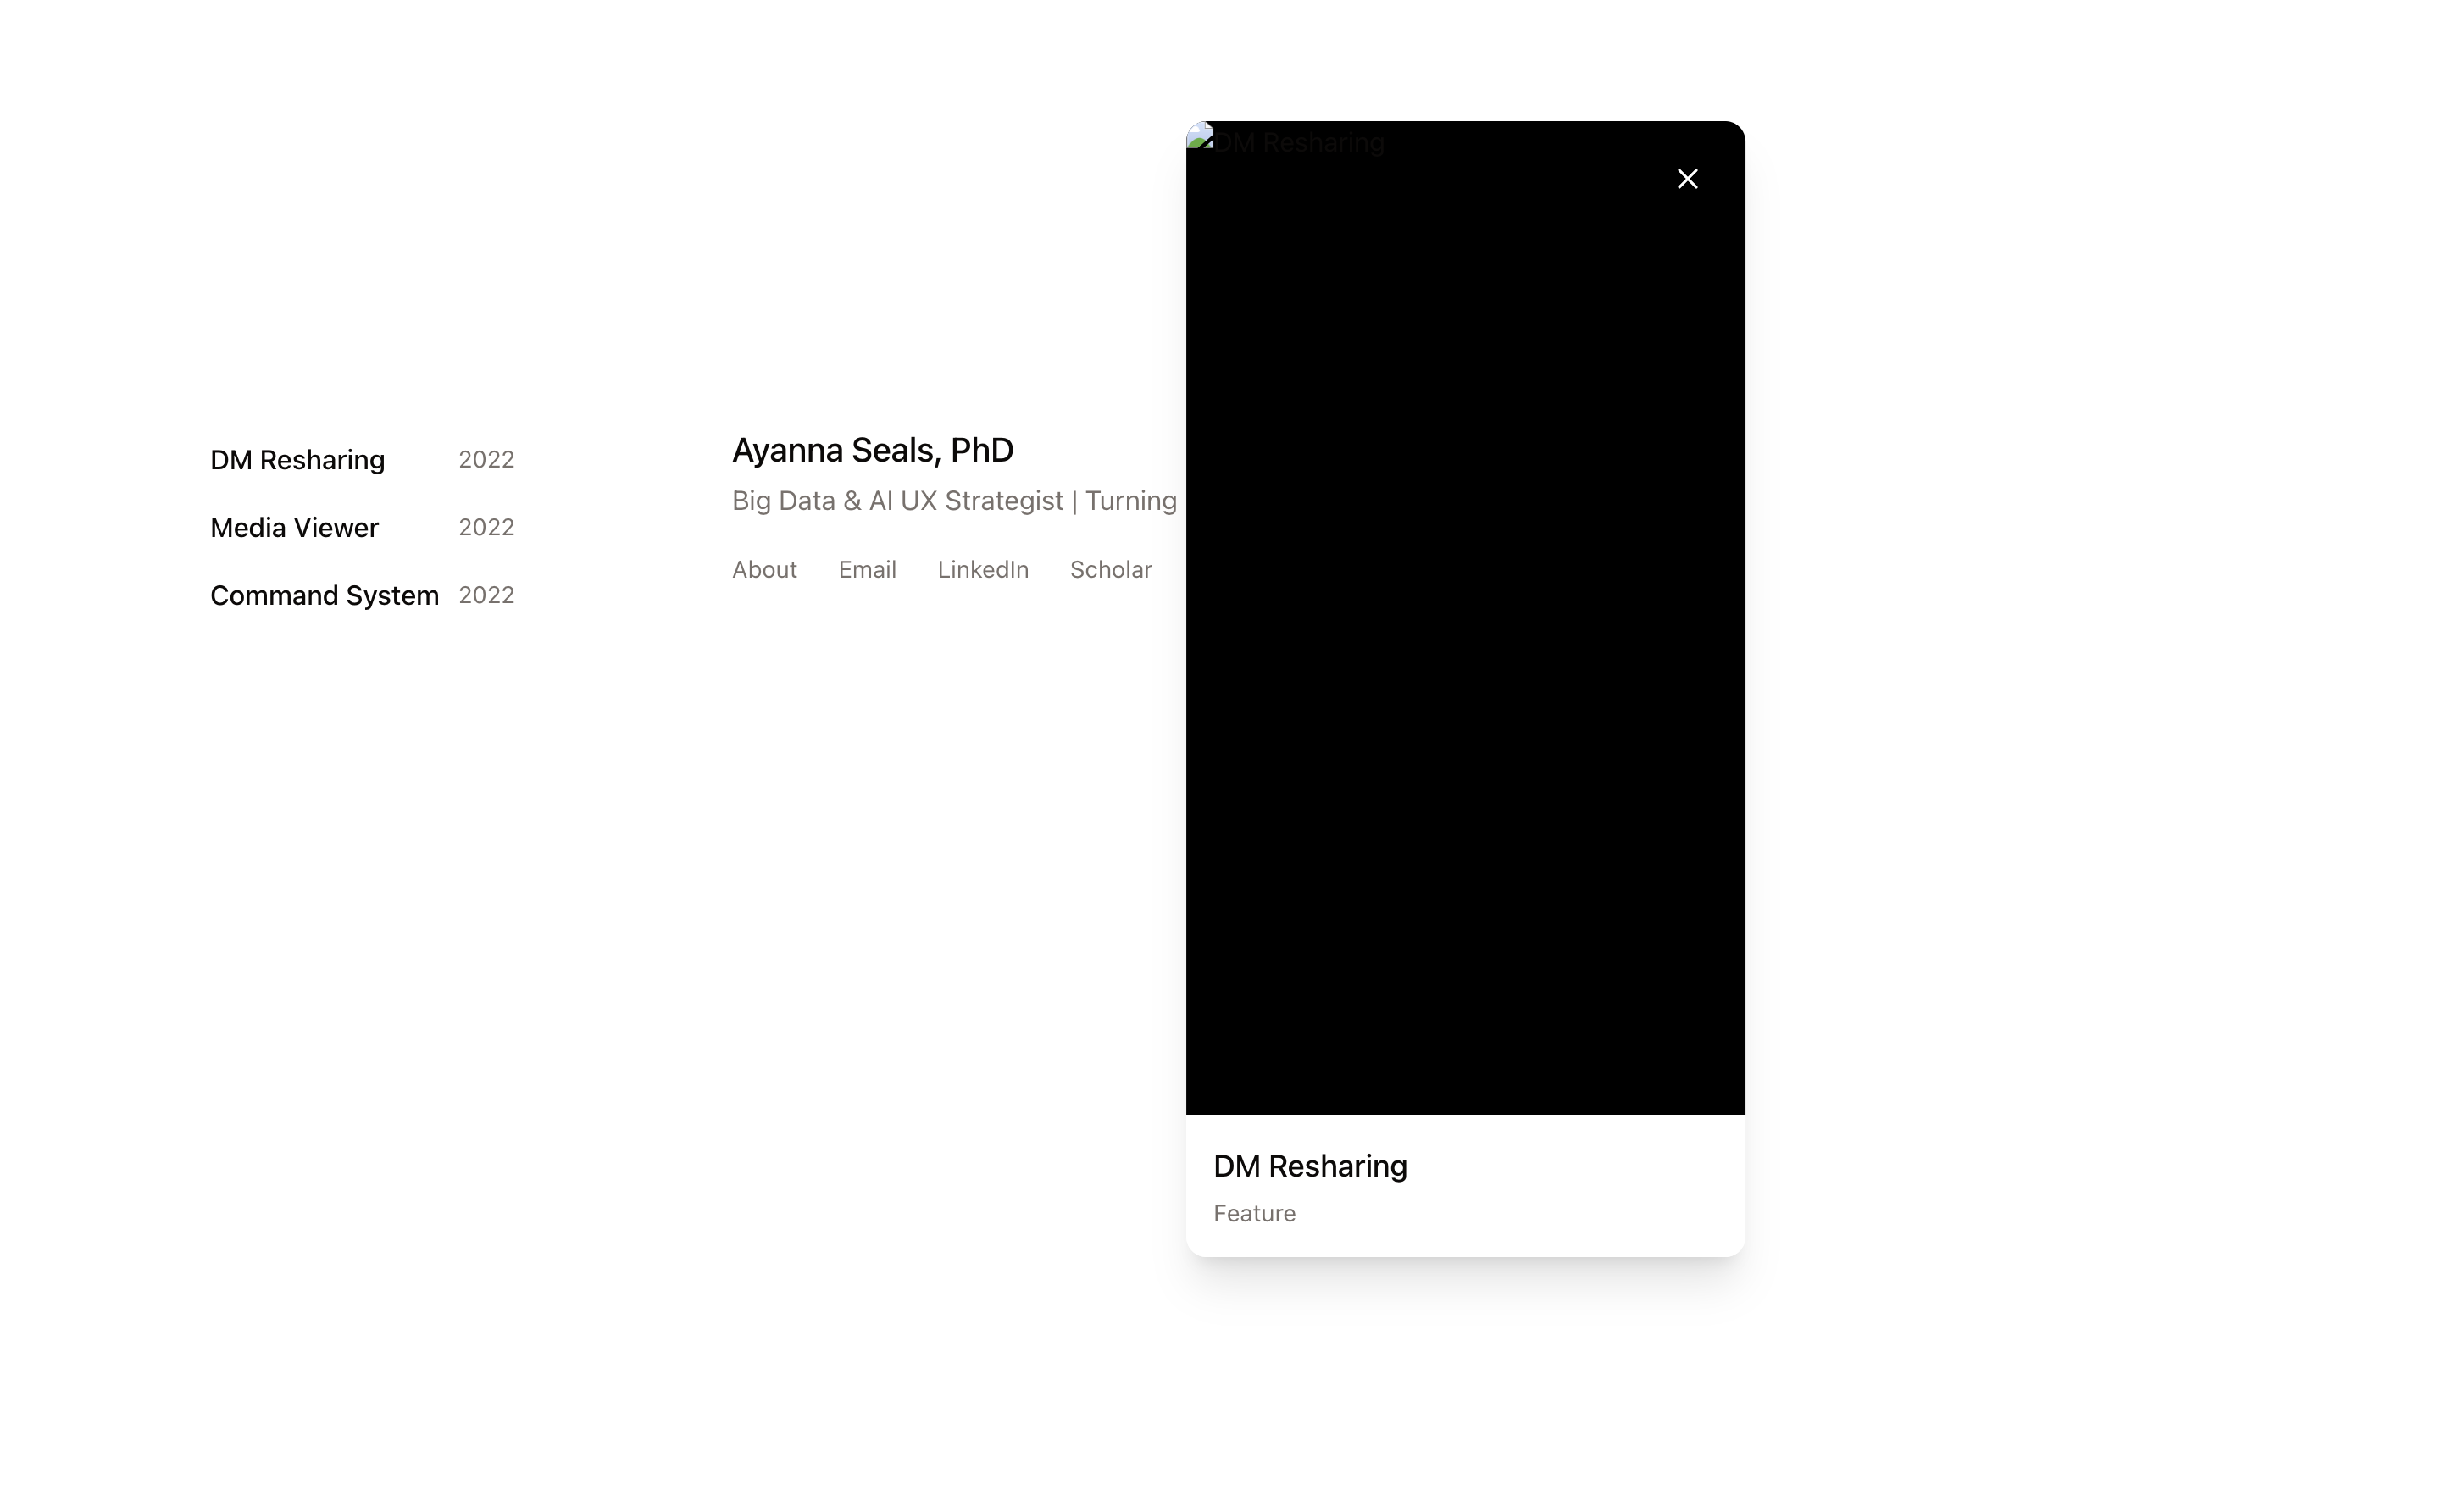 DM Resharing
DM Resharing 2022
Media Viewer 2022
Command System 2022
Ayanna Seals, PhD
Big Data & AI UX Strategist | Turning
About Email LinkedIn Scholar
DM Resharing
Feature